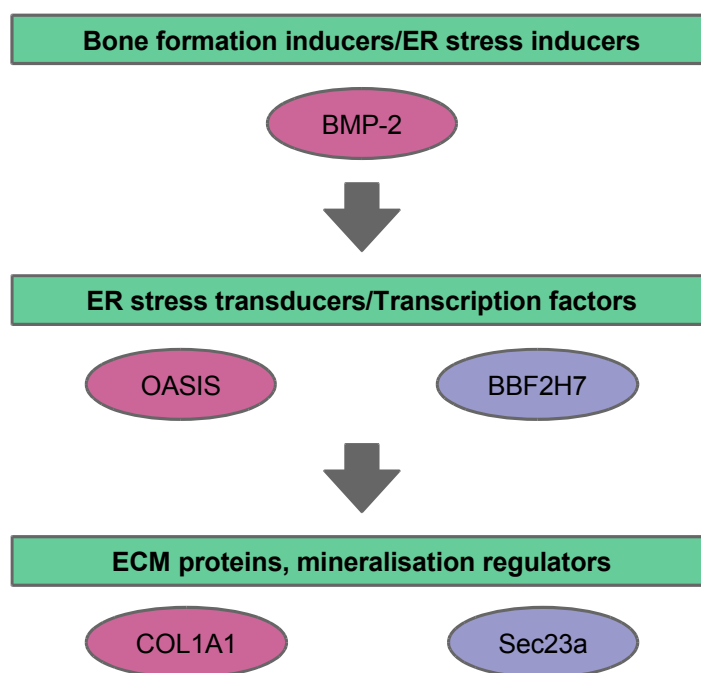 Bone formation inducers/ER stress inducers
BMP-2
ER stress transducers/Transcription factors
OASIS
BBF2H7
ECM proteins, mineralisation regulators
COL1A1
Sec23a